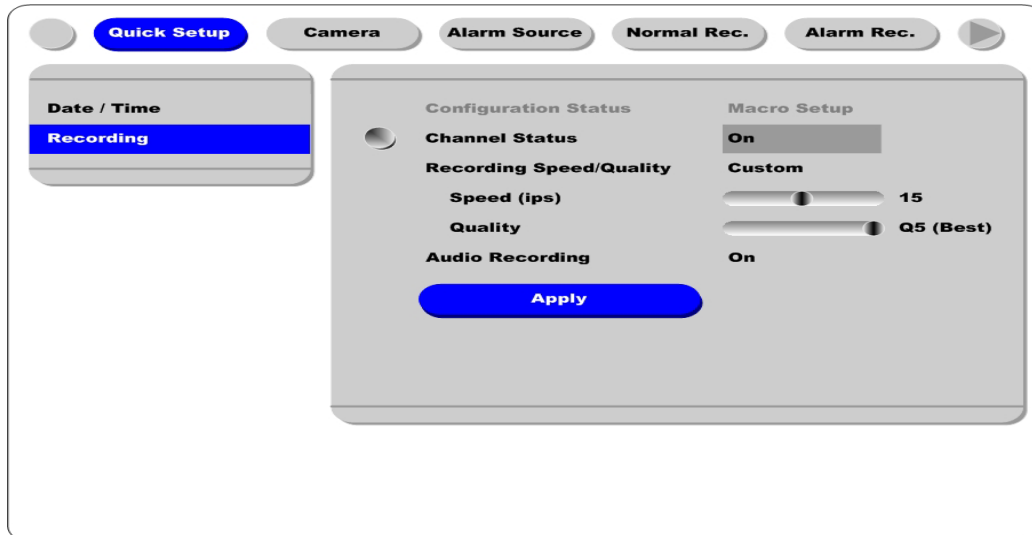 Quick Setup Camera Alarm Source Normal Rec. Alarm Rec.
Date / Time
Recording
Configuration Status Macro Setup
Channel Status On
Recording Speed/Quality Custom
Speed (ips) 15
Quality Q5 (Best)
Audio Recording On
Apply